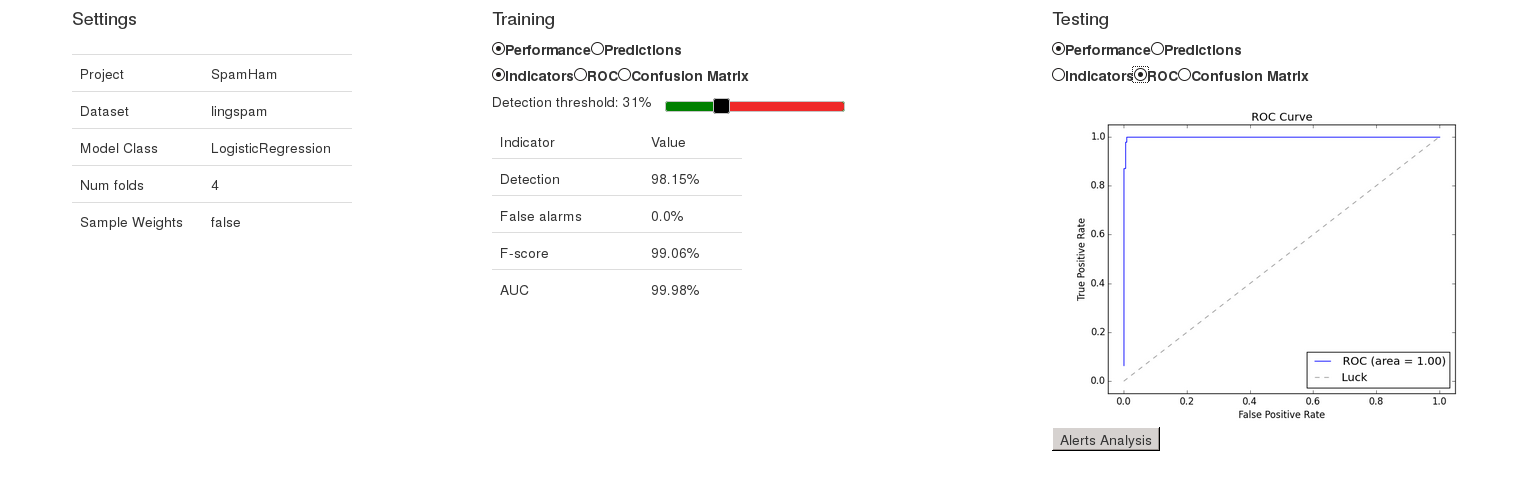 Settings
Project SpamHam
Dataset lingspam
Model Class LogisticRegression
Num folds 4
Sample Weights false
Training
Performance Predictions
Indicators ROC Confusion Matrix
Detection threshold: 31%
Indicator Value
Detection 98.15%
False alarms 0.0%
F-score 99.06%
AUC 99.98%
Testing
Performance Predictions
Indicators ROC Confusion Matrix
ROC Curve
1.0
0.8
0.6
0.4
0.2
0.0
True Positive Rate
ROC (area = 1.00)
Luck
0.0 0.2 0.4 0.6 0.8 1.0
False Positive Rate
Alerts Analysis